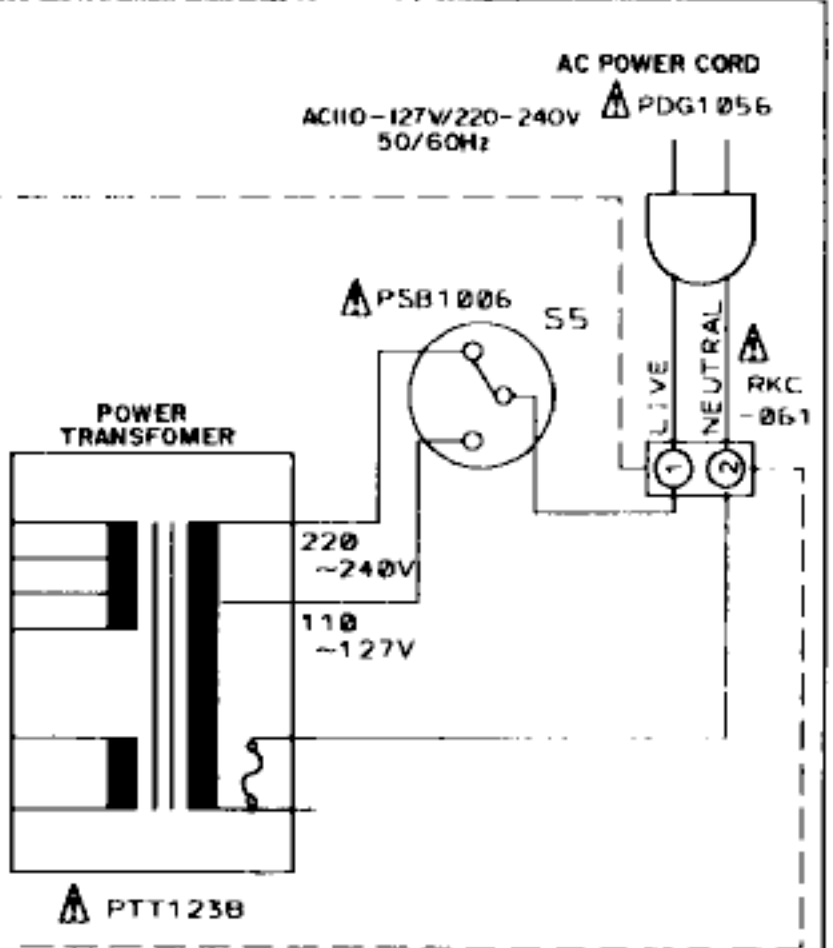 AC POWER CORD
PDG1056
AC110-127V/220-240V
50/60Hz
PSB1006
S5
LIVE
NEUTRAL
RKC
-061
POWER
TRANSFOMER
1
2
220
~240V
110
~127V
PTT1238